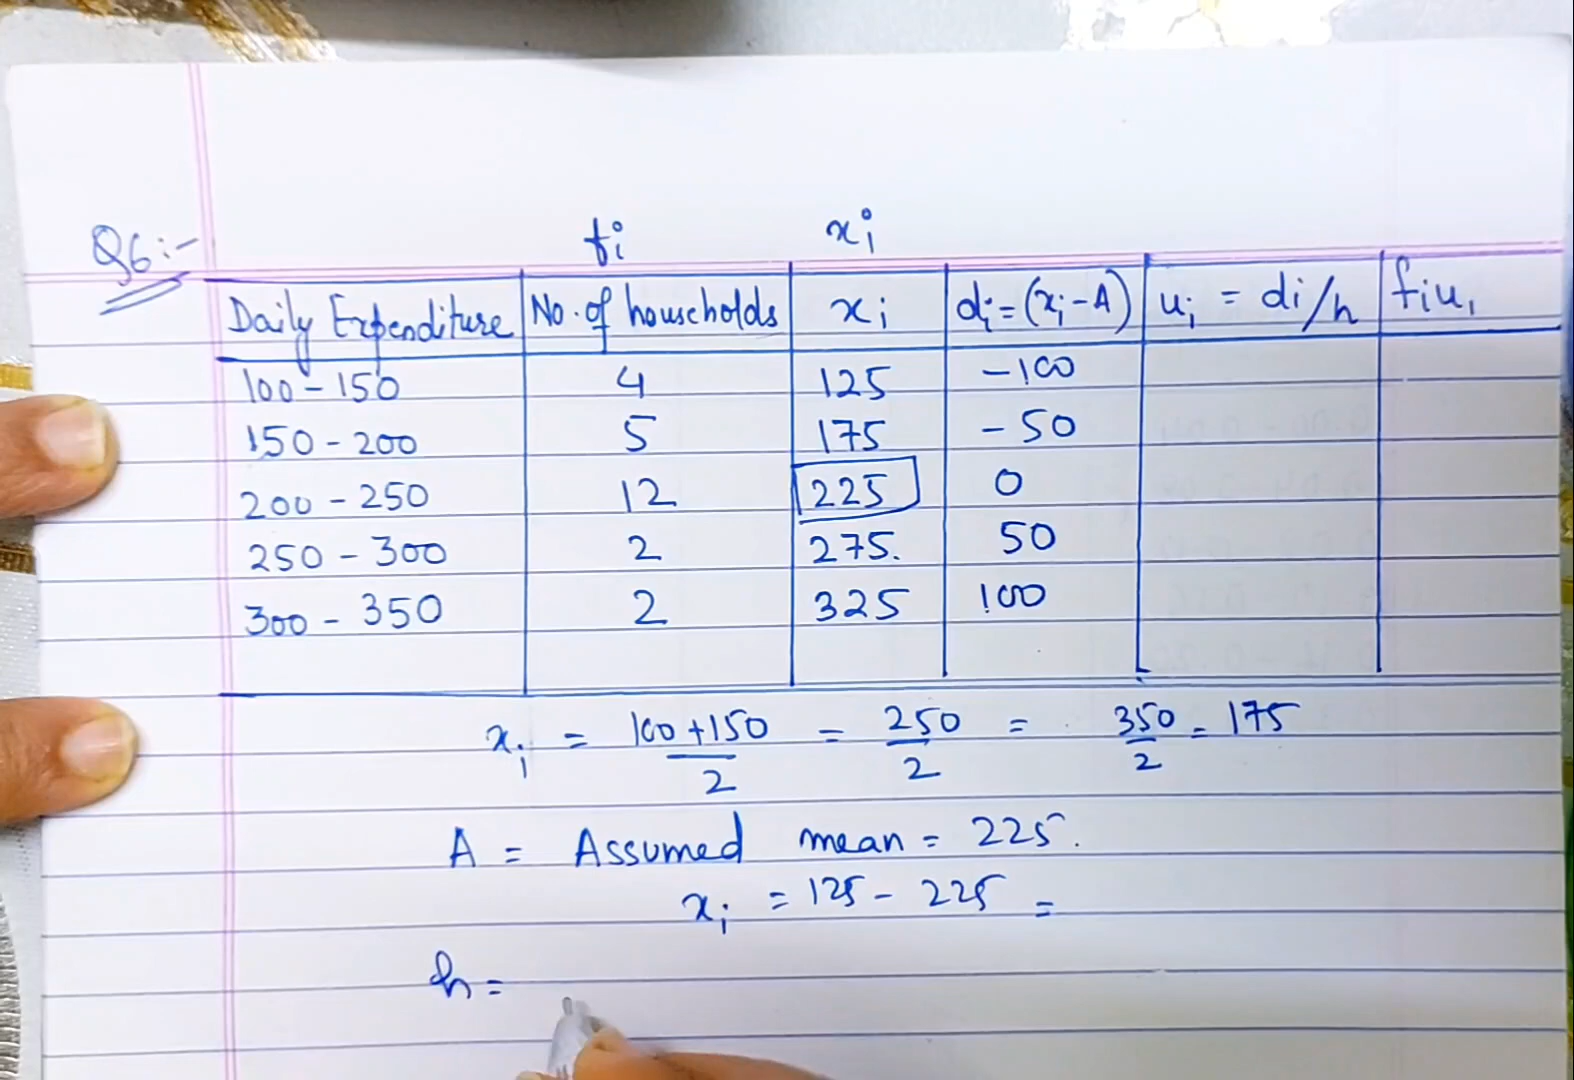 fi xi
Q6:-
Daily Expenditure No. of households xi di=(xi-A) ui = di/h fiui
100-150 4 125 -100
150-200 5 175 -50
200-250 12 225 0
250-300 2 275. 50
300-350 2 325 100
xi = 100+150/2 = 250/2 = 350/2 = 175
A = Assumed mean = 225.
xi = 125 - 225 =
h =